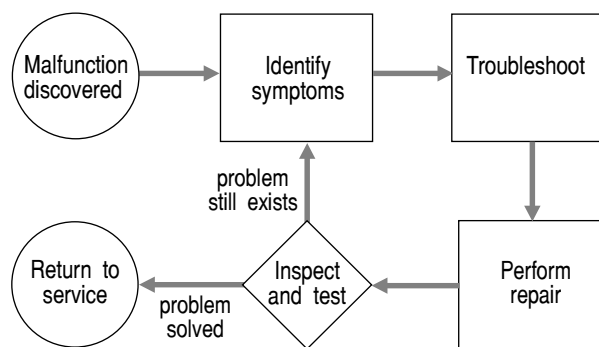 Malfunction
discovered
Identify
symptoms
Troubleshoot
problem
still exists
Return to
service
problem
solved
Inspect
and test
Perform
repair